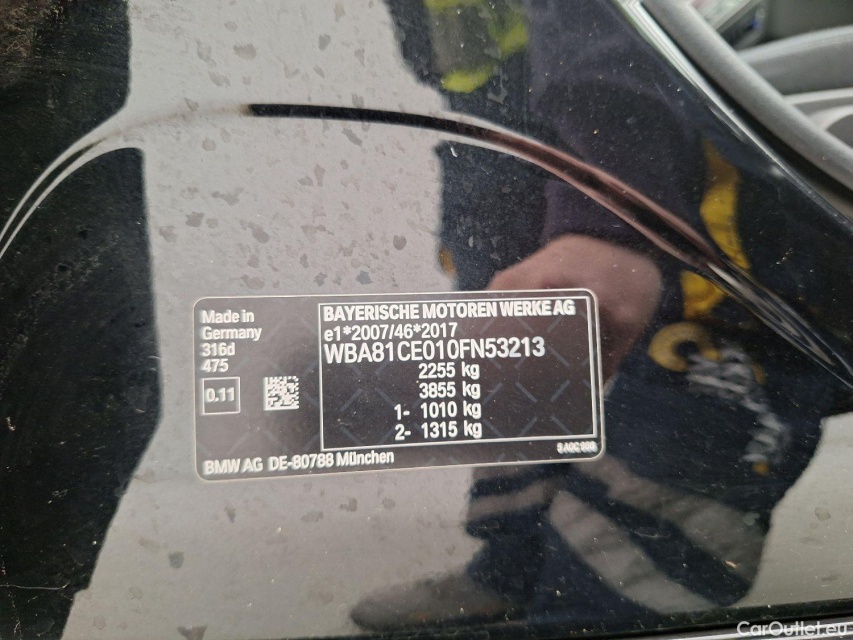 Made in
Germany
316d
475
0.11
BAYERISCHE MOTOREN WERKE AG
e1*2007/46*2017
WBA81CE010FN53213
2255 kg
3855 kg
1- 1010 kg
2- 1315 kg
BMW AG DE-80788 München
CarOutlet.eu